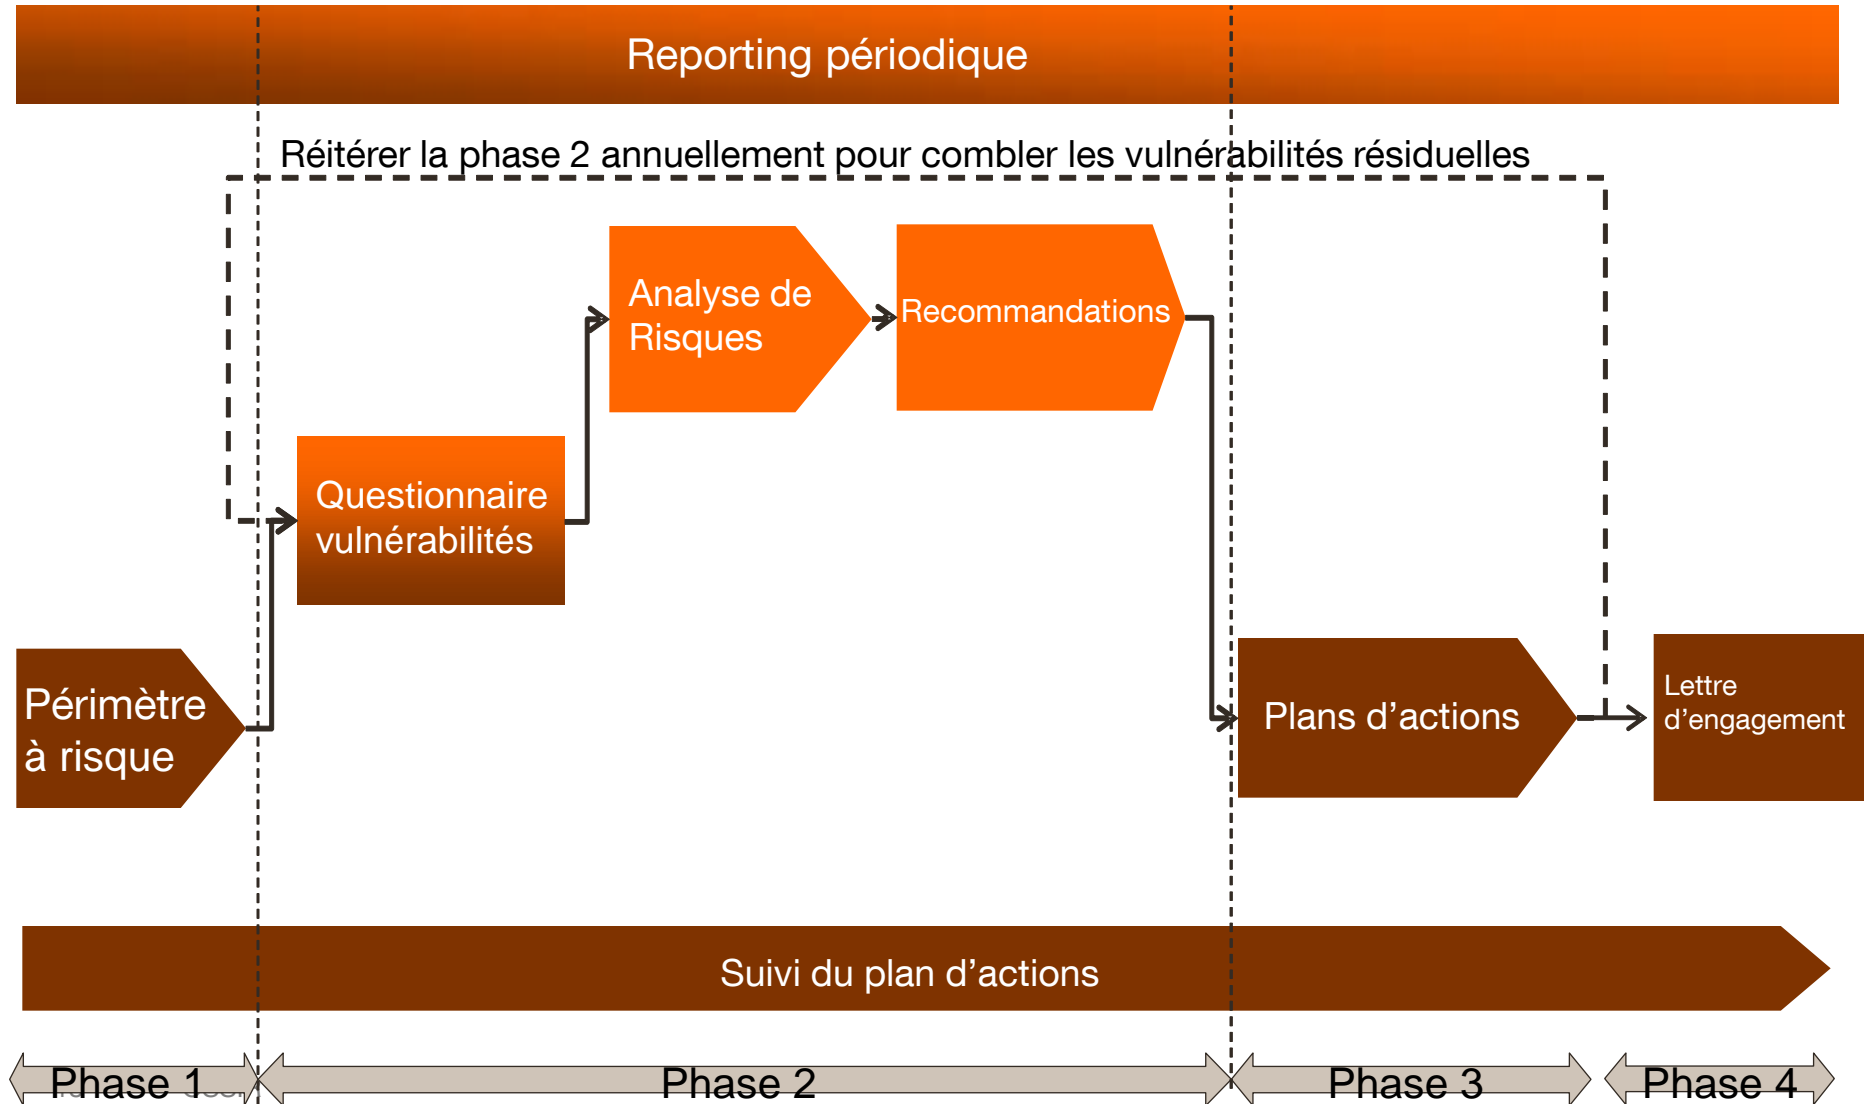 Reporting périodique
Réitérer la phase 2 annuellement pour combler les vulnérabilités résiduelles
Analyse de
Risques
Recommandations
Questionnaire
vulnérabilités
Périmètre
à risque
Plans d’actions
Lettre
d’engagement
Suivi du plan d’actions
Phase 1
Phase 2
Phase 3
Phase 4